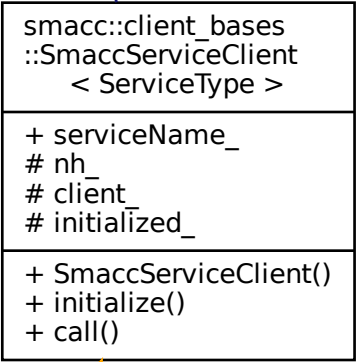 smacc::client_bases
::SmaccServiceClient
< ServiceType >
+ serviceName_
# nh_
# client_
# initialized_
+ SmaccServiceClient()
+ initialize()
+ call()